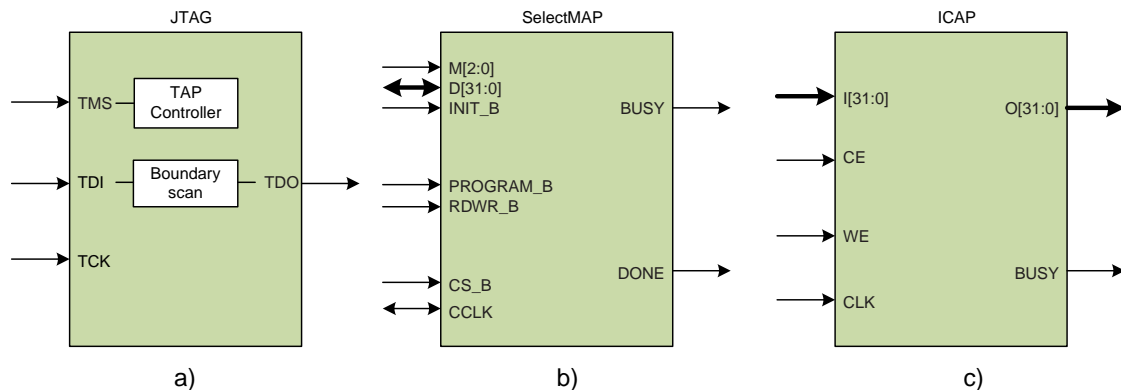 JTAG
TMS
TAP
Controller
TDI
Boundary
scan
TDO
TCK
a)
SelectMAP
M[2:0]
D[31:0]
INIT_B
BUSY
PROGRAM_B
RDWR_B
CS_B
DONE
CCLK
b)
ICAP
I[31:0]
O[31:0]
CE
WE
BUSY
CLK
c)